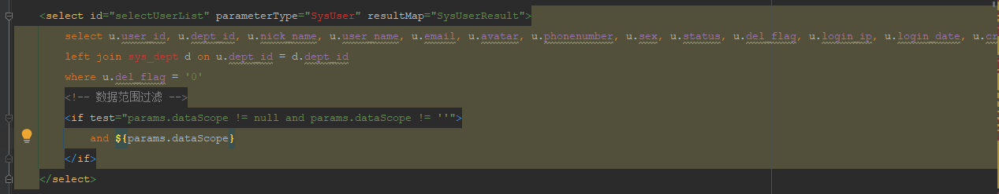 <select id="selectUserList" parameterType="SysUser" resultMap="SysUserResult">
select u.user_id, u.dept_id, u.nick_name, u.user_name, u.email, u.avatar, u.phonenumber, u.sex, u.status, u.del_flag, u.login_ip, u.login_date, u.cr
left join sys_dept d on u.dept_id = d.dept_id
where u.del_flag = '0'
<!-- 数据范围过滤 -->
<if test="params.dataScope != null and params.dataScope != ''">
and ${params.dataScope}
</if>
</select>